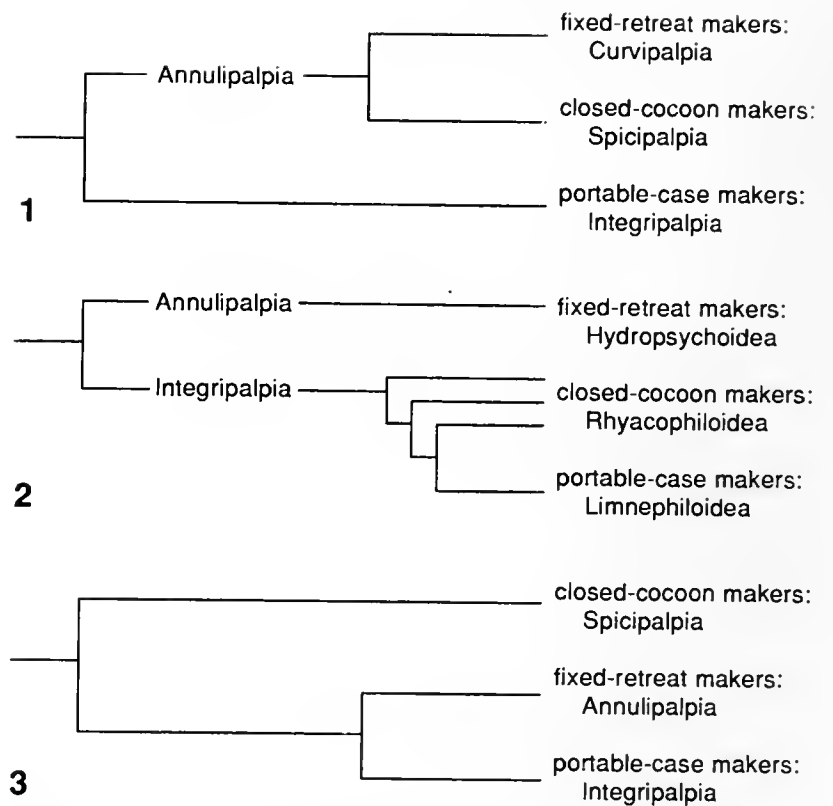 fixed-retreat makers:
Curvipalpia
Annulipalpia
closed-cocoon makers:
Spicipalpia
portable-case makers:
Integripalpia
1
Annulipalpia
fixed-retreat makers:
Hydropsychoidea
Integripalpia
closed-cocoon makers:
Rhyacophiloidea
portable-case makers:
Limnephiloidea
2
closed-cocoon makers:
Spicipalpia
fixed-retreat makers:
Annulipalpia
portable-case makers:
Integripalpia
3